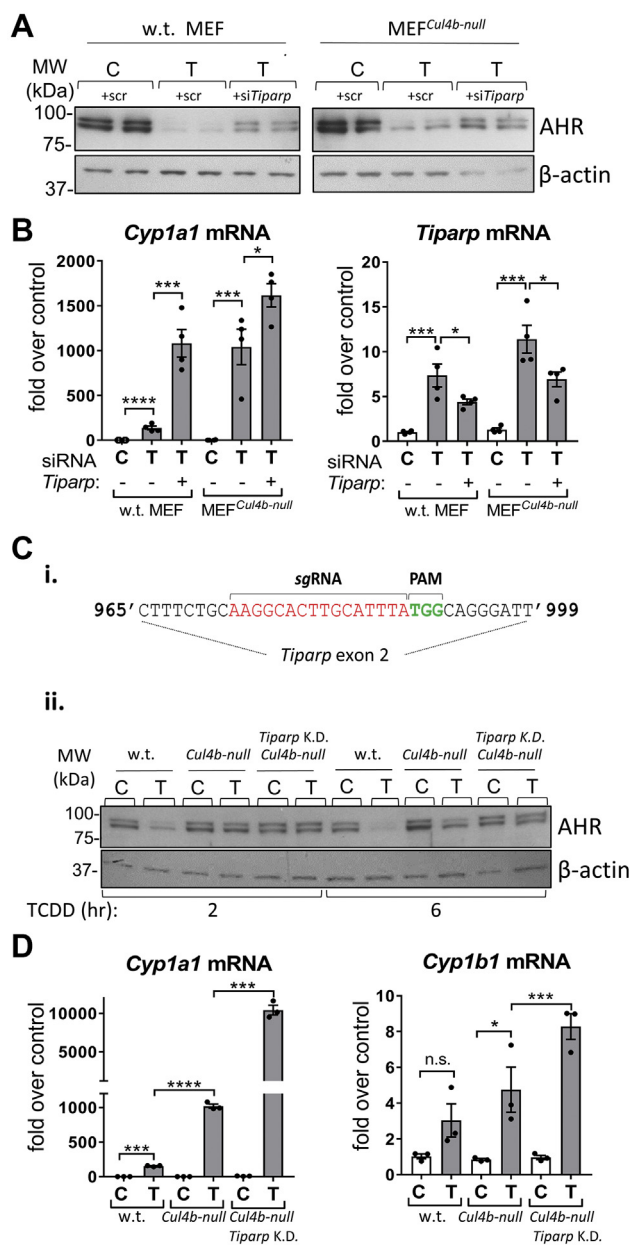 A
w.t. MEF
MEF^Cul4b-null
MW
(kDa)
C T T C T T
+scr +scr +siTiparp +scr +scr +siTiparp
100-
75-
AHR
37-
β-actin
B
Cyp1a1 mRNA
fold over control
2000
1500
1000
500
0
****
***
***
*
siRNA
Tiparp:
C T T C T T
- - + - - +
w.t. MEF MEF^Cul4b-null
Tiparp mRNA
fold over control
20
15
10
5
0
***
*
***
*
siRNA
Tiparp:
C T T C T T
- - + - - +
w.t. MEF MEF^Cul4b-null
C
i.
sgRNA PAM
965’CTTTCTGCAAGGCACTTGCATTTATGGCAGGGATT’999
Tiparp exon 2
ii.
MW
(kDa)
w.t. Cul4b-null Tiparp K.D. Cul4b-null w.t. Cul4b-null Tiparp K.D. Cul4b-null
C T C T C T C T C T C T
100-
75-
AHR
37-
β-actin
TCDD (hr): 2 6
D
Cyp1a1 mRNA
fold over control
10000
5000
1000
500
0
***
****
***
C T C T C T
w.t. Cul4b-null Cul4b-null
Tiparp K.D.
Cyp1b1 mRNA
fold over control
10
8
6
4
2
0
n.s.
*
***
C T C T C T
w.t. Cul4b-null Cul4b-null
Tiparp K.D.